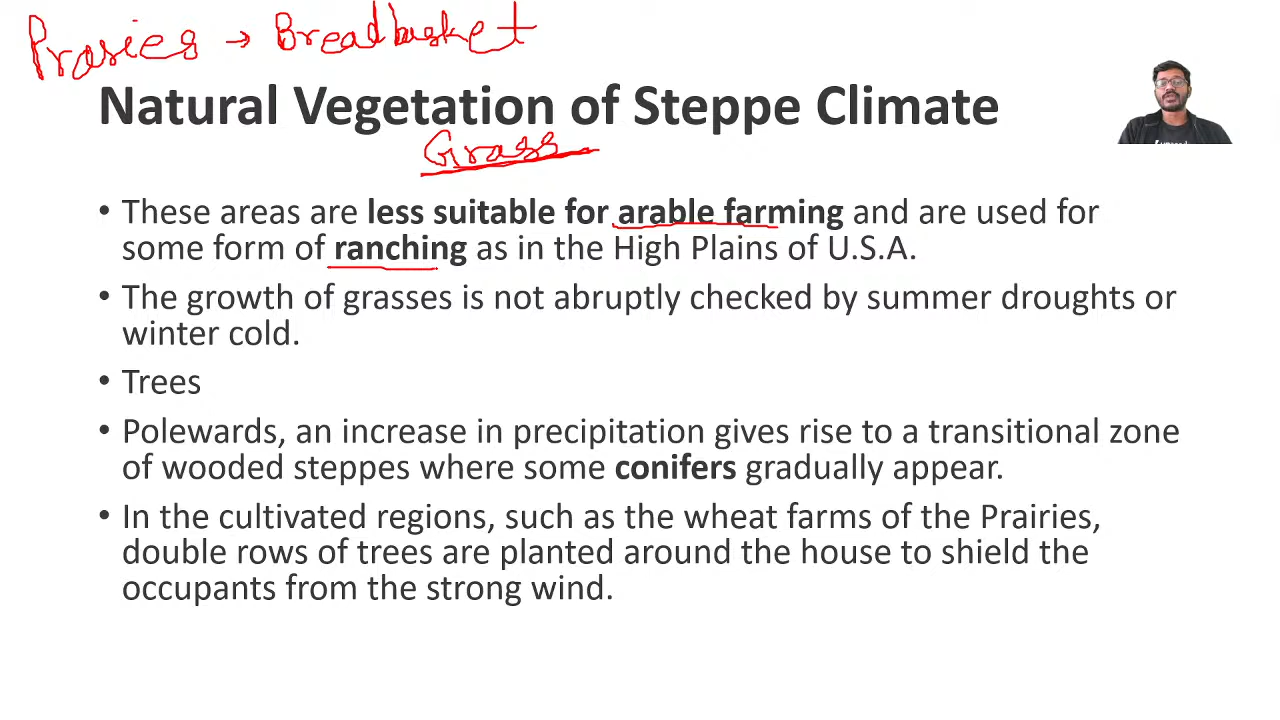 Prasies → Breadbasket
Natural Vegetation of Steppe Climate
Grass
• These areas are less suitable for arable farming and are used for
some form of ranching as in the High Plains of U.S.A.
• The growth of grasses is not abruptly checked by summer droughts or
winter cold.
• Trees
• Polewards, an increase in precipitation gives rise to a transitional zone
of wooded steppes where some conifers gradually appear.
• In the cultivated regions, such as the wheat farms of the Prairies,
double rows of trees are planted around the house to shield the
occupants from the strong wind.